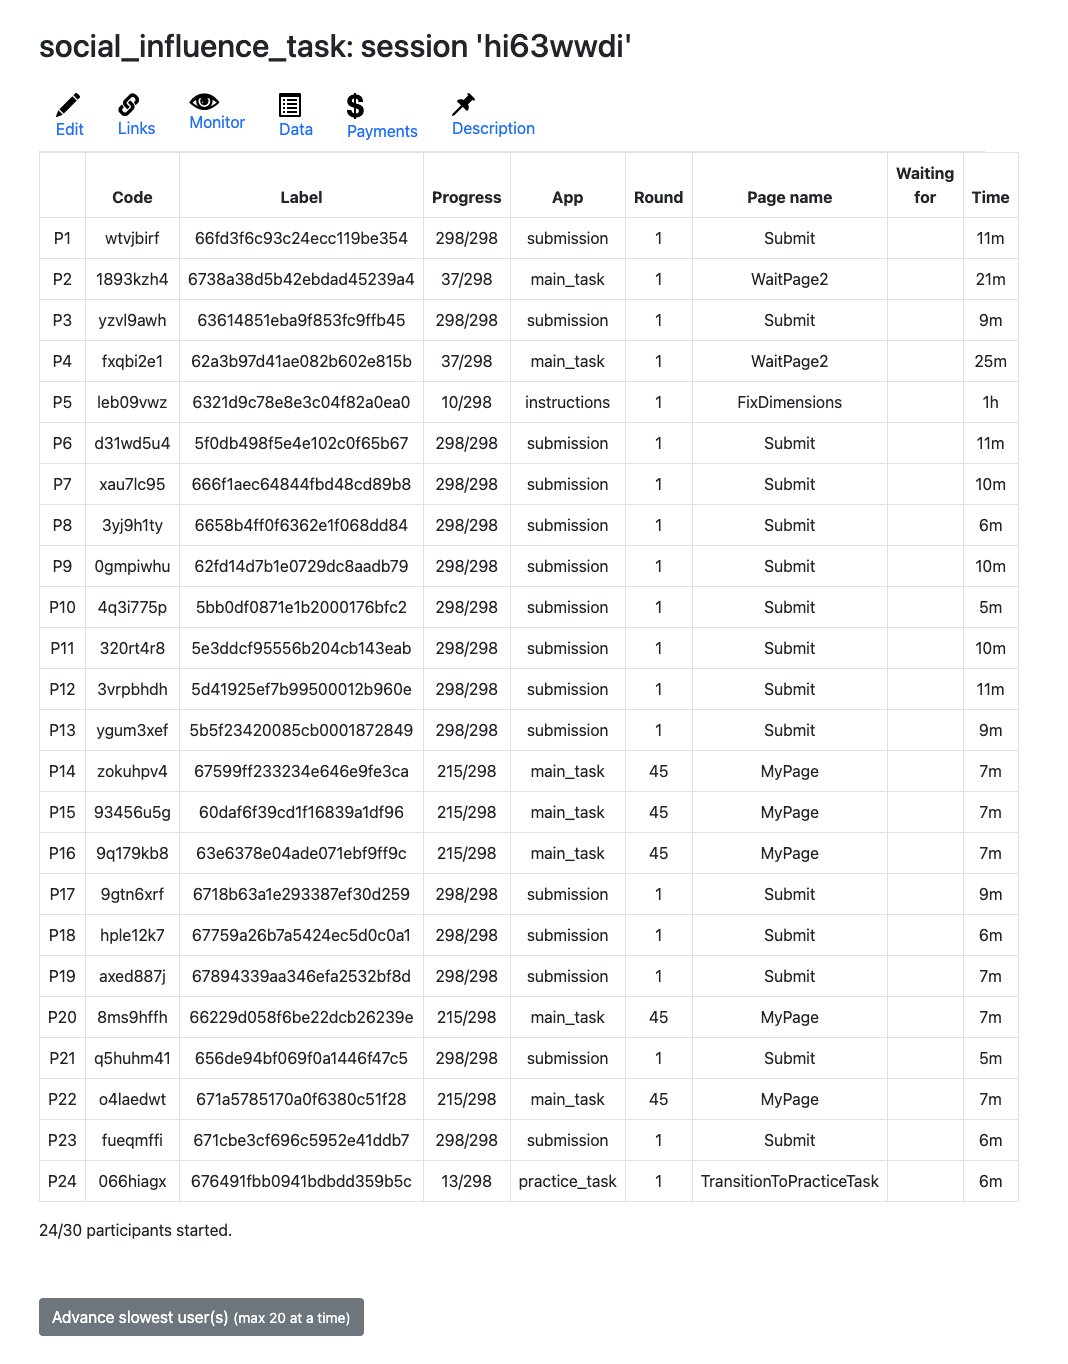 social_influence_task: session 'hi63wwdi'
Edit Links Monitor Data Payments Description
Code Label Progress App Round Page name Waiting for Time
P1 wtvjbirf 66fd3f6c93c24ecc119be354 298/298 submission 1 Submit 11m
P2 1893kzh4 6738a38d5b42ebdad45239a4 37/298 main_task 1 WaitPage2 21m
P3 yzvl9awh 63614851eba9f853fc9ffb45 298/298 submission 1 Submit 9m
P4 fxqbi2e1 62a3b97d41ae082b602e815b 37/298 main_task 1 WaitPage2 25m
P5 leb09vwz 6321d9c78e8e3c04f82a0ea0 10/298 instructions 1 FixDimensions 1h
P6 d31wd5u4 5f0db498f5e4e102c0f65b67 298/298 submission 1 Submit 11m
P7 xau7lc95 666f1aec64844fbd48cd89b8 298/298 submission 1 Submit 10m
P8 3yj9h1ty 6658b4ff0f6362e1f068dd84 298/298 submission 1 Submit 6m
P9 0gmpiwhu 62fd14d7b1e0729dc8aadb79 298/298 submission 1 Submit 10m
P10 4q3i775p 5bb0df0871e1b2000176bfc2 298/298 submission 1 Submit 5m
P11 320rt4r8 5e3ddcf95556b204cb143eab 298/298 submission 1 Submit 10m
P12 3vrpbhdh 5d41925ef7b99500012b960e 298/298 submission 1 Submit 11m
P13 ygum3xef 5b5f23420085cb0001872849 298/298 submission 1 Submit 9m
P14 zokuhpv4 67599ff233234e646e9fe3ca 215/298 main_task 45 MyPage 7m
P15 93456u5g 60daf6f39cd1f16839a1df96 215/298 main_task 45 MyPage 7m
P16 9q179kb8 63e6378e04ade071ebf9ff9c 215/298 main_task 45 MyPage 7m
P17 9gtn6xrf 6718b63a1e293387ef30d259 298/298 submission 1 Submit 9m
P18 hple12k7 67759a26b7a5424ec5d0c0a1 298/298 submission 1 Submit 6m
P19 axed887j 67894339aa346efa2532bf8d 298/298 submission 1 Submit 7m
P20 8ms9hffh 66229d058f6be22dcb26239e 215/298 main_task 45 MyPage 7m
P21 q5huhm41 656de94bf069f0a1446f47c5 298/298 submission 1 Submit 5m
P22 o4laedwt 671a5785170a0f6380c51f28 215/298 main_task 45 MyPage 7m
P23 fueqmffi 671cbe3cf696c5952e41ddb7 298/298 submission 1 Submit 6m
P24 066hiagx 676491fbb0941bdbdd359b5c 13/298 practice_task 1 TransitionToPracticeTask 6m
24/30 participants started.
Advance slowest user(s) (max 20 at a time)